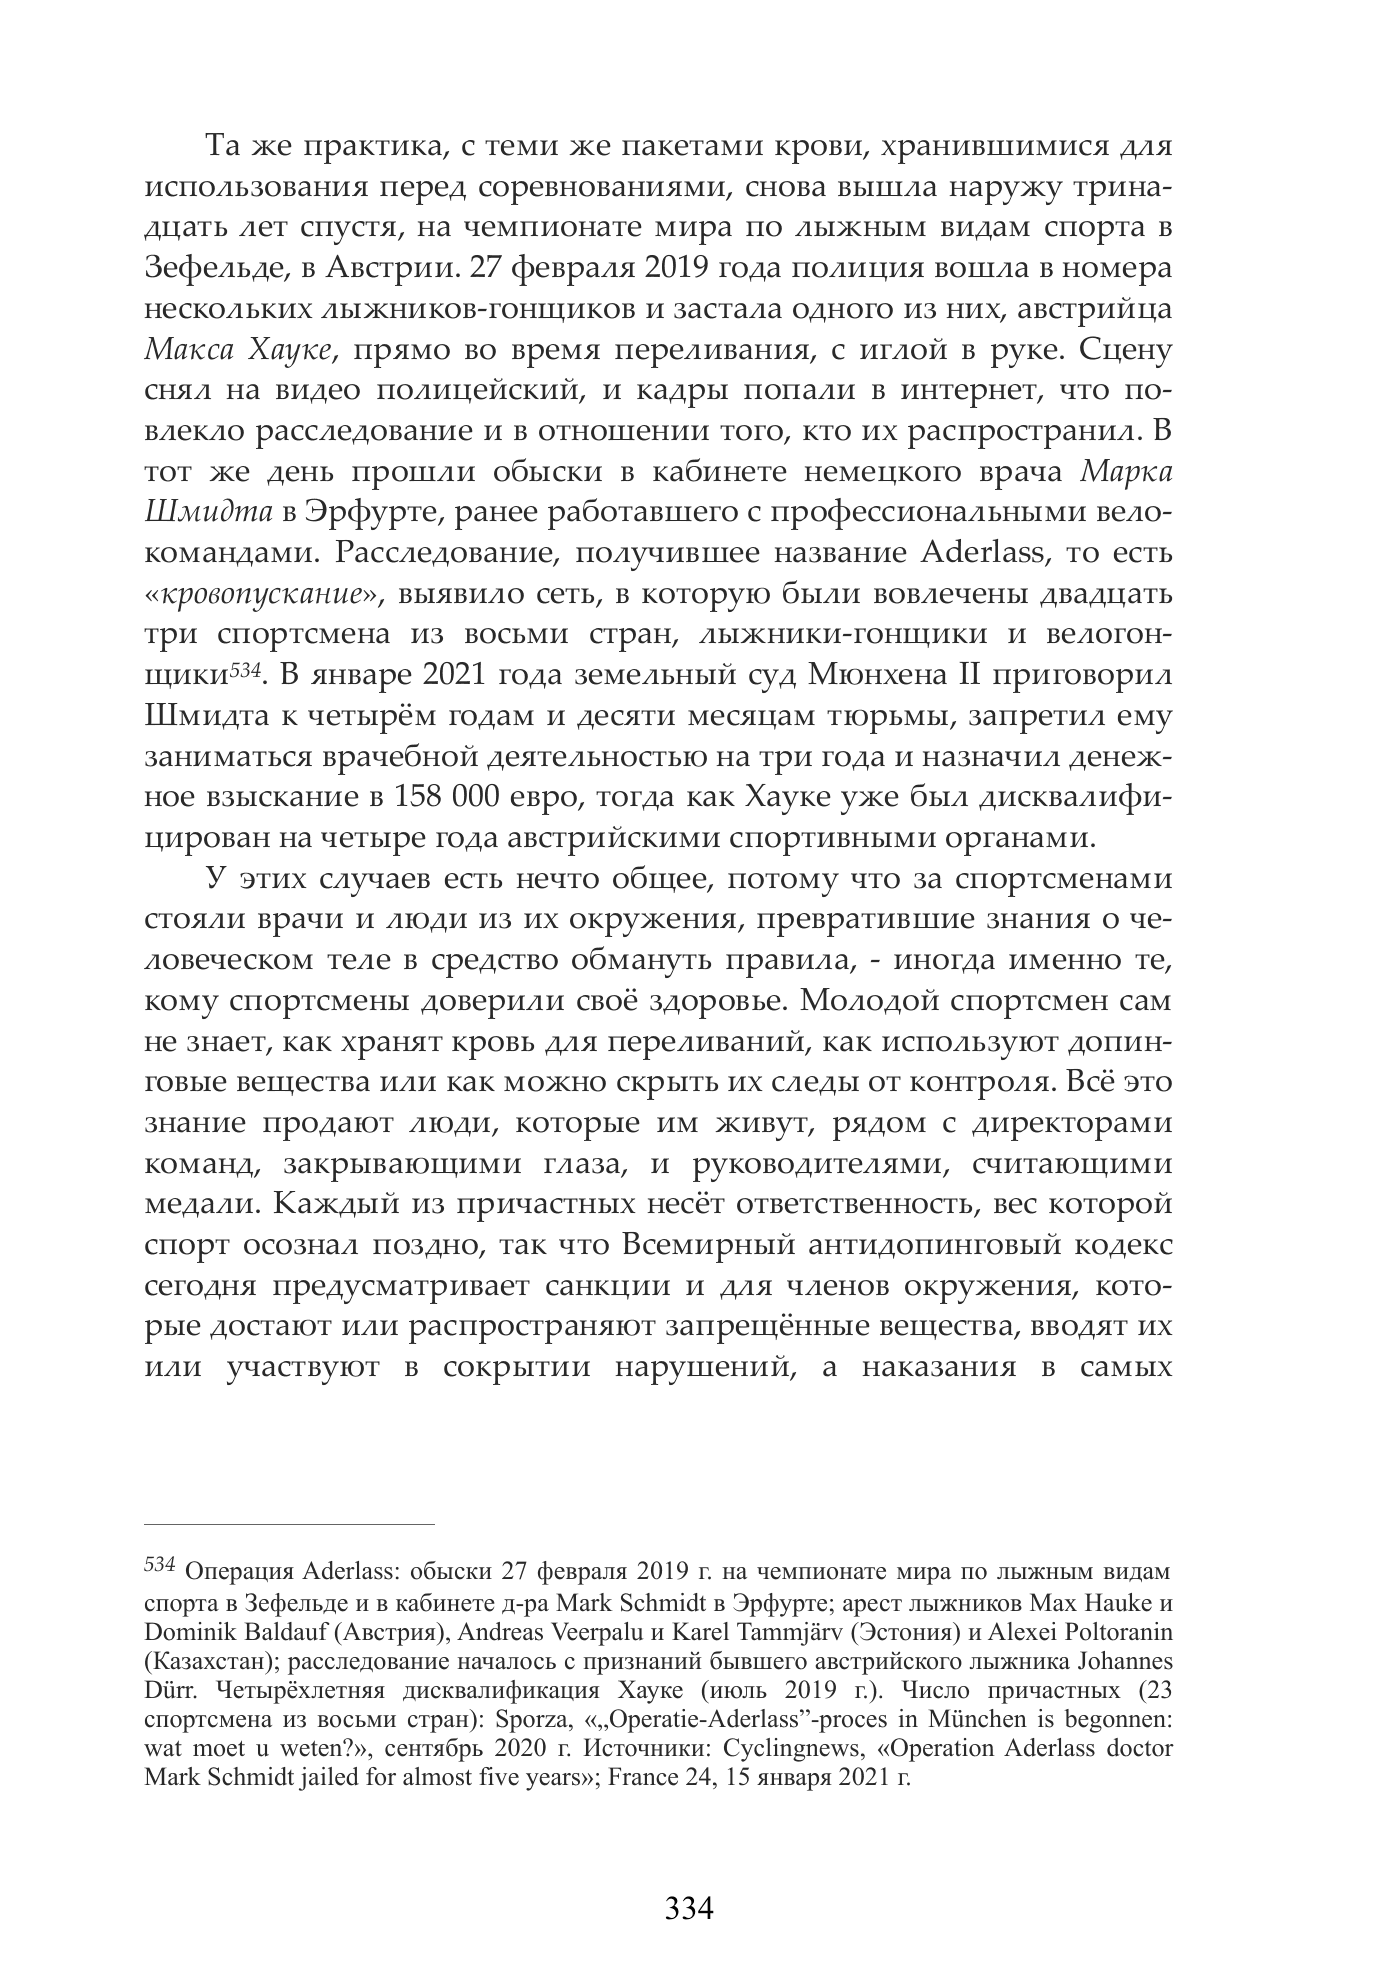 Та же практика, с теми же пакетами крови, хранившимися для
использования перед соревнованиями, снова вышла наружу трина-
дцать лет спустя, на чемпионате мира по лыжным видам спорта в
Зефельде, в Австрии. 27 февраля 2019 года полиция вошла в номера
нескольких лыжников-гонщиков и застала одного из них, австрийца
Макса Хауке, прямо во время переливания, с иглой в руке. Сцену
снял на видео полицейский, и кадры попали в интернет, что по-
влекло расследование и в отношении того, кто их распространил. В
тот же день прошли обыски в кабинете немецкого врача Марка
Шмидта в Эрфурте, ранее работавшего с профессиональными вело-
командами. Расследование, получившее название Aderlass, то есть
«кровопускание», выявило сеть, в которую были вовлечены двадцать
три спортсмена из восьми стран, лыжники-гонщики и велогон-
щики534. В январе 2021 года земельный суд Мюнхена II приговорил
Шмидта к четырём годам и десяти месяцам тюрьмы, запретил ему
заниматься врачебной деятельностью на три года и назначил денеж-
ное взыскание в 158 000 евро, тогда как Хауке уже был дисквалифи-
цирован на четыре года австрийскими спортивными органами.
У этих случаев есть нечто общее, потому что за спортсменами
стояли врачи и люди из их окружения, превратившие знания о че-
ловеческом теле в средство обмануть правила, - иногда именно те,
кому спортсмены доверили своё здоровье. Молодой спортсмен сам
не знает, как хранят кровь для переливаний, как используют допин-
говые вещества или как можно скрыть их следы от контроля. Всё это
знание продают люди, которые им живут, рядом с директорами
команд, закрывающими глаза, и руководителями, считающими
медали. Каждый из причастных несёт ответственность, вес которой
спорт осознал поздно, так что Всемирный антидопинговый кодекс
сегодня предусматривает санкции и для членов окружения, кото-
рые достают или распространяют запрещённые вещества, вводят их
или участвуют в сокрытии нарушений, а наказания в самых
534 Операция Aderlass: обыски 27 февраля 2019 г. на чемпионате мира по лыжным видам
спорта в Зефельде и в кабинете д-ра Mark Schmidt в Эрфурте; арест лыжников Max Hauke и
Dominik Baldauf (Австрия), Andreas Veerpalu и Karel Tammjärv (Эстония) и Alexei Poltoranin
(Казахстан); расследование началось с признаний бывшего австрийского лыжника Johannes
Dürr. Четырёхлетняя дисквалификация Хауке (июль 2019 г.). Число причастных (23
спортсмена из восьми стран): Sporza, «„Operatie-Aderlass”-proces in München is begonnen:
wat moet u weten?», сентябрь 2020 г. Источники: Cyclingnews, «Operation Aderlass doctor
Mark Schmidt jailed for almost five years»; France 24, 15 января 2021 г.
334